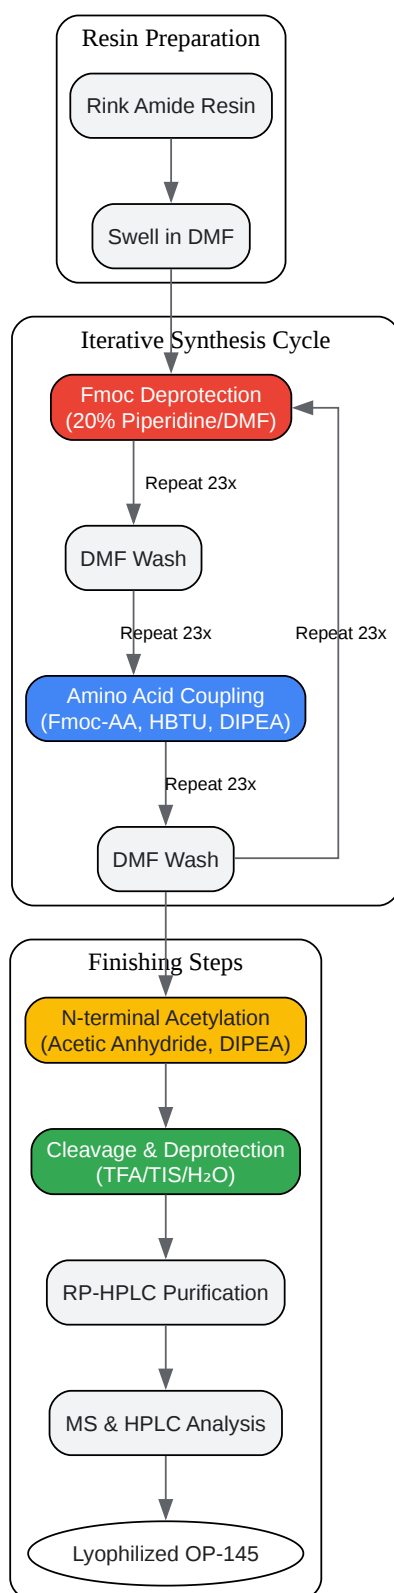 Resin Preparation
Rink Amide Resin
Swell in DMF
Iterative Synthesis Cycle
Fmoc Deprotection
(20% Piperidine/DMF)
Repeat 23x
DMF Wash
Repeat 23x
Repeat 23x
Amino Acid Coupling
(Fmoc-AA, HBTU, DIPEA)
Repeat 23x
DMF Wash
Finishing Steps
N-terminal Acetylation
(Acetic Anhydride, DIPEA)
Cleavage & Deprotection
(TFA/TIS/H₂O)
RP-HPLC Purification
MS & HPLC Analysis
Lyophilized OP-145